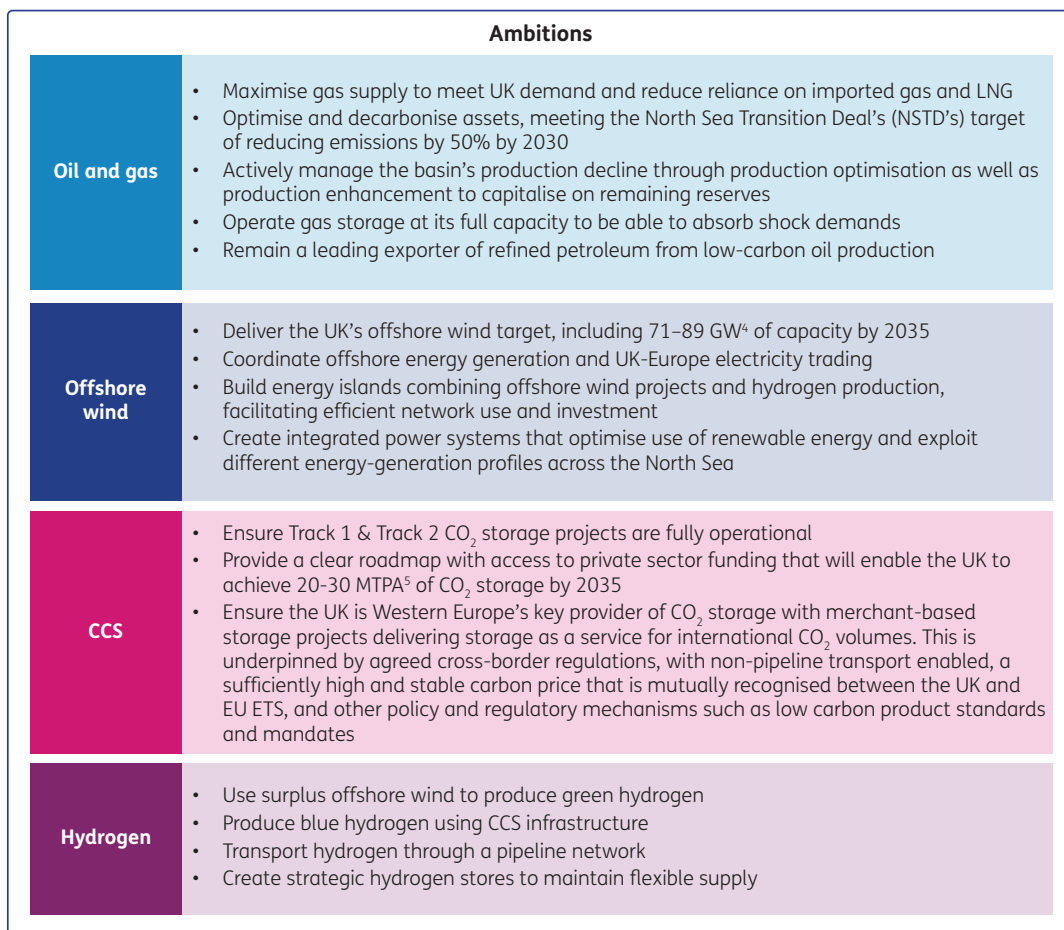 Ambitions
Oil and gas
• Maximise gas supply to meet UK demand and reduce reliance on imported gas and LNG
• Optimise and decarbonise assets, meeting the North Sea Transition Deal’s (NSTD’s) target
of reducing emissions by 50% by 2030
• Actively manage the basin’s production decline through production optimisation as well as
production enhancement to capitalise on remaining reserves
• Operate gas storage at its full capacity to be able to absorb shock demands
• Remain a leading exporter of refined petroleum from low-carbon oil production
Offshore
wind
• Deliver the UK’s offshore wind target, including 71–89 GW⁴ of capacity by 2035
• Coordinate offshore energy generation and UK-Europe electricity trading
• Build energy islands combining offshore wind projects and hydrogen production,
facilitating efficient network use and investment
• Create integrated power systems that optimise use of renewable energy and exploit
different energy-generation profiles across the North Sea
CCS
• Ensure Track 1 & Track 2 CO₂ storage projects are fully operational
• Provide a clear roadmap with access to private sector funding that will enable the UK to
achieve 20-30 MTPA⁵ of CO₂ storage by 2035
• Ensure the UK is Western Europe’s key provider of CO₂ storage with merchant-based
storage projects delivering storage as a service for international CO₂ volumes. This is
underpinned by agreed cross-border regulations, with non-pipeline transport enabled, a
sufficiently high and stable carbon price that is mutually recognised between the UK and
EU ETS, and other policy and regulatory mechanisms such as low carbon product standards
and mandates
Hydrogen
• Use surplus offshore wind to produce green hydrogen
• Produce blue hydrogen using CCS infrastructure
• Transport hydrogen through a pipeline network
• Create strategic hydrogen stores to maintain flexible supply